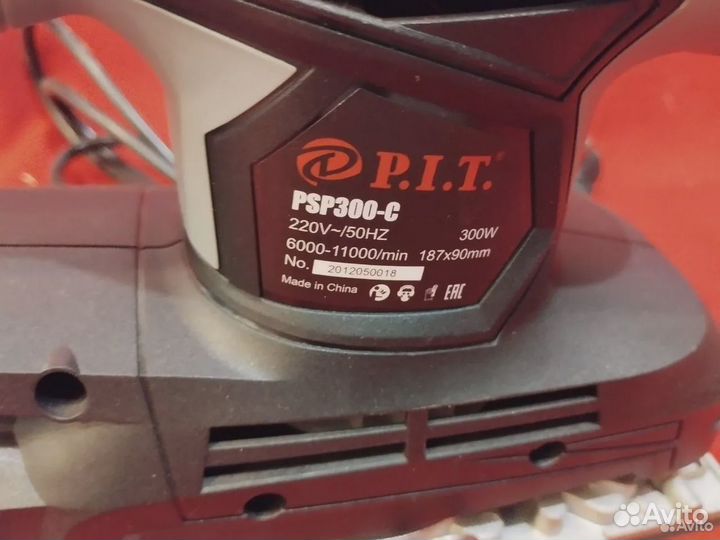 P.I.T.®
PSP300-C
220V~/50HZ 300W
6000-11000/min 187x90mm
No. 2012050018
Made in China EAC
Avito